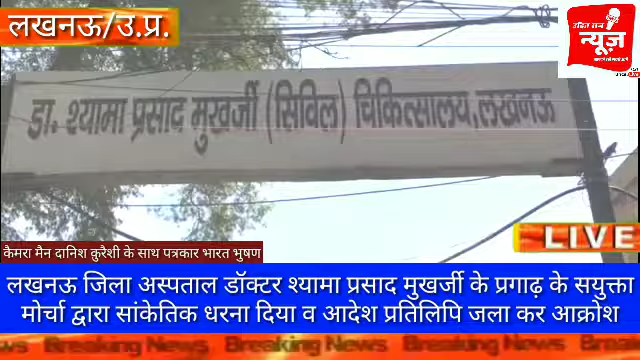 लखनऊ/उ.प्र.
न्यूज़
डा. श्यामा प्रसाद मुखर्जी (सिविल) चिकित्सालय, लखनऊ
LIVE
कैमरा मैन दानिश क़ुरैशी के साथ पत्रकार भारत भुषण
लखनऊ जिला अस्पताल डॉक्टर श्यामा प्रसाद मुखर्जी के प्रगाढ़ के सयुक्ता
मोर्चा द्वारा सांकेतिक धरना दिया व आदेश प्रतिलिपि जला कर आक्रोश
Breaking News Breaking News Breaking News